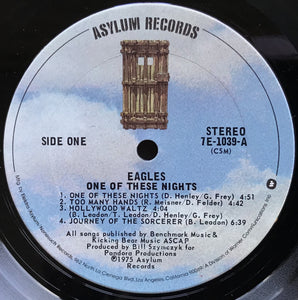 ASYLUM RECORDS
SIDE ONE
STEREO
7E-1039-A
(CSM)
EAGLES
ONE OF THESE NIGHTS
1. ONE OF THESE NIGHTS (D. Henley/G. Frey) 4:51
2. TOO MANY HANDS (R. Meisner/D. Felder) 4:40
3. HOLLYWOOD WALTZ 4:01
(B. Leadon/T. Leadon/D. Henley/G. Frey)
4. JOURNEY OF THE SORCERER (B. Leadon) 6:39
All songs published by Benchmark Music &
Kicking Bear Music ASCAP
Produced by Bill Szymczyk for
Pandora Productions
©1975 Asylum
Records